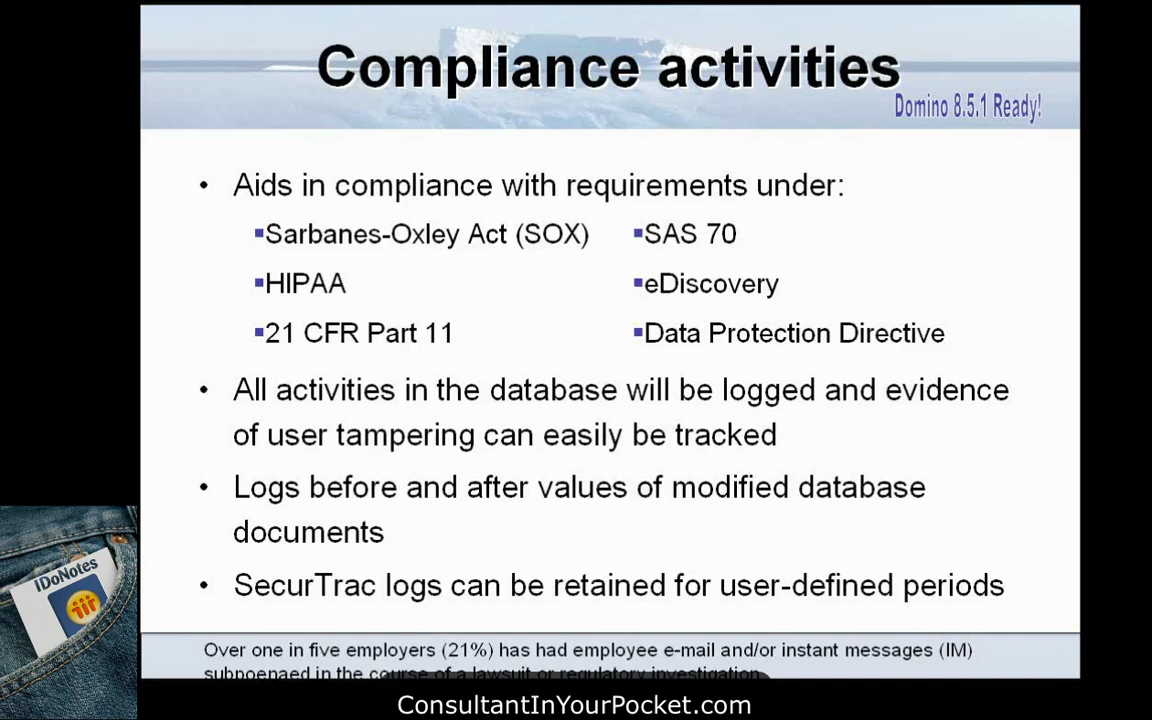 Compliance activities
Domino 8.5.1 Ready!
• Aids in compliance with requirements under:
▪Sarbanes-Oxley Act (SOX)
▪SAS 70
▪HIPAA
▪eDiscovery
▪21 CFR Part 11
▪Data Protection Directive
• All activities in the database will be logged and evidence
of user tampering can easily be tracked
• Logs before and after values of modified database
documents
• SecurTrac logs can be retained for user-defined periods
Over one in five employers (21%) has had employee e-mail and/or instant messages (IM)
subpoenaed in the course of a lawsuit or regulatory investigation
IDoNotes
ConsultantInYourPocket.com